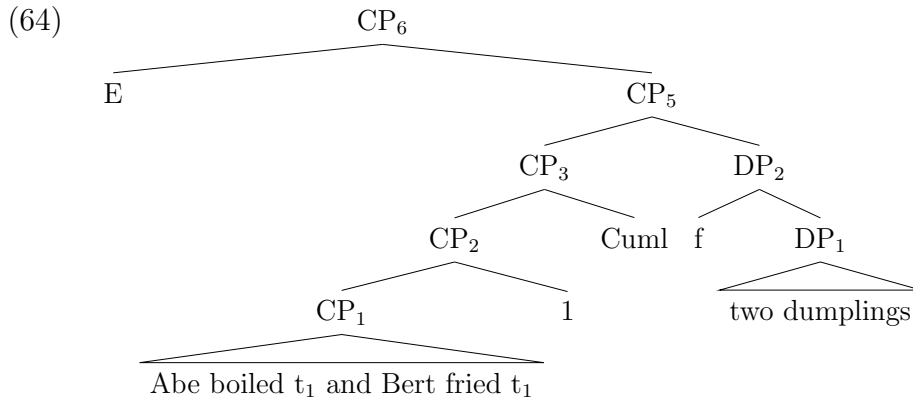 (64) CP₆
E CP₅
CP₃ DP₂
CP₂ Cuml f DP₁
CP₁ 1 two dumplings
Abe boiled t₁ and Bert fried t₁